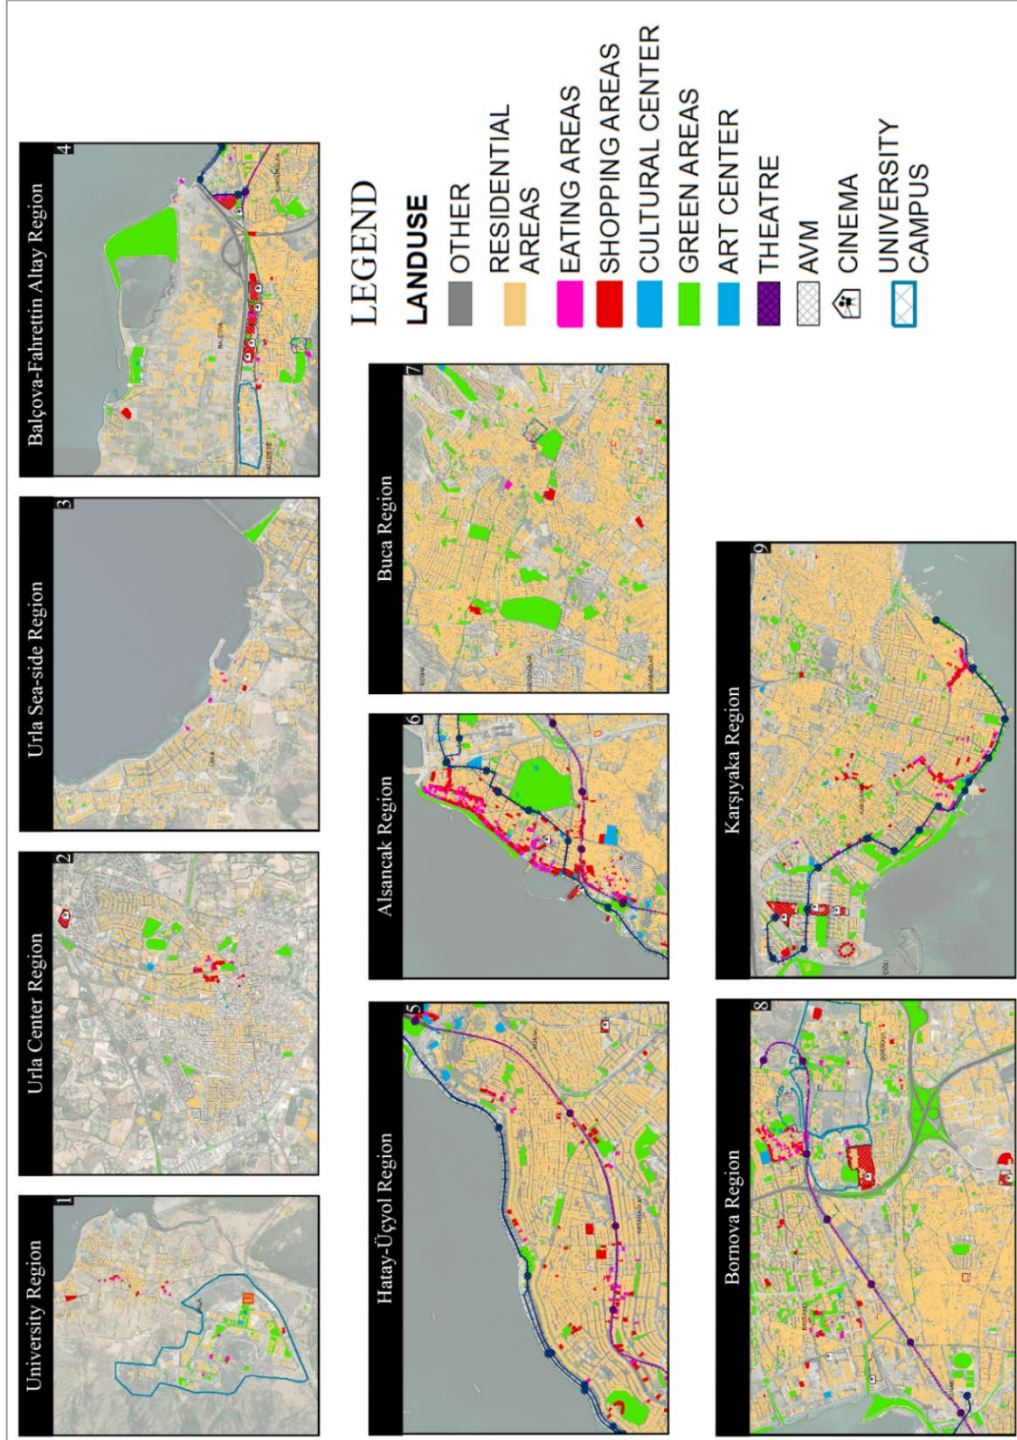 University Region
1
Urla Center Region
2
Urla Sea-side Region
3
Balçova-Fahrettin Altay Region
4
BALÇOVA
Hatay-Üçyol Region
5
Alsancak Region
6
Buca Region
7
Bornova Region
8
Karşıyaka Region
9
LEGEND
LANDUSE
OTHER
RESIDENTIAL
AREAS
EATING AREAS
SHOPPING AREAS
CULTURAL CENTER
GREEN AREAS
ART CENTER
THEATRE
AVM
CINEMA
UNIVERSITY
CAMPUS